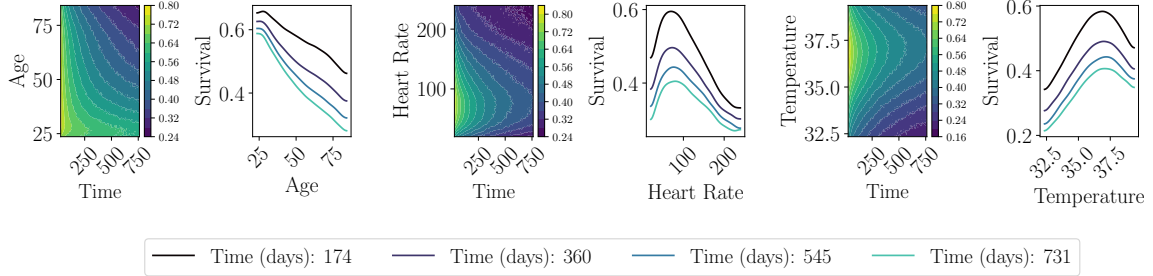 Age
75
50
25
250 500 750
Time
0.80
0.72
0.64
0.56
0.48
0.40
0.32
0.24
Survival
0.6
0.4
25 50 75
Age
Heart Rate
200
100
250 500 750
Time
0.80
0.72
0.64
0.56
0.48
0.40
0.32
0.24
Survival
0.6
0.4
100 200
Heart Rate
Temperature
37.5
35.0
32.5
250 500 750
Time
0.80
0.72
0.64
0.56
0.48
0.40
0.32
0.24
0.16
Survival
0.6
0.4
0.2
32.5 35.0 37.5
Temperature
Time (days): 174 Time (days): 360 Time (days): 545 Time (days): 731